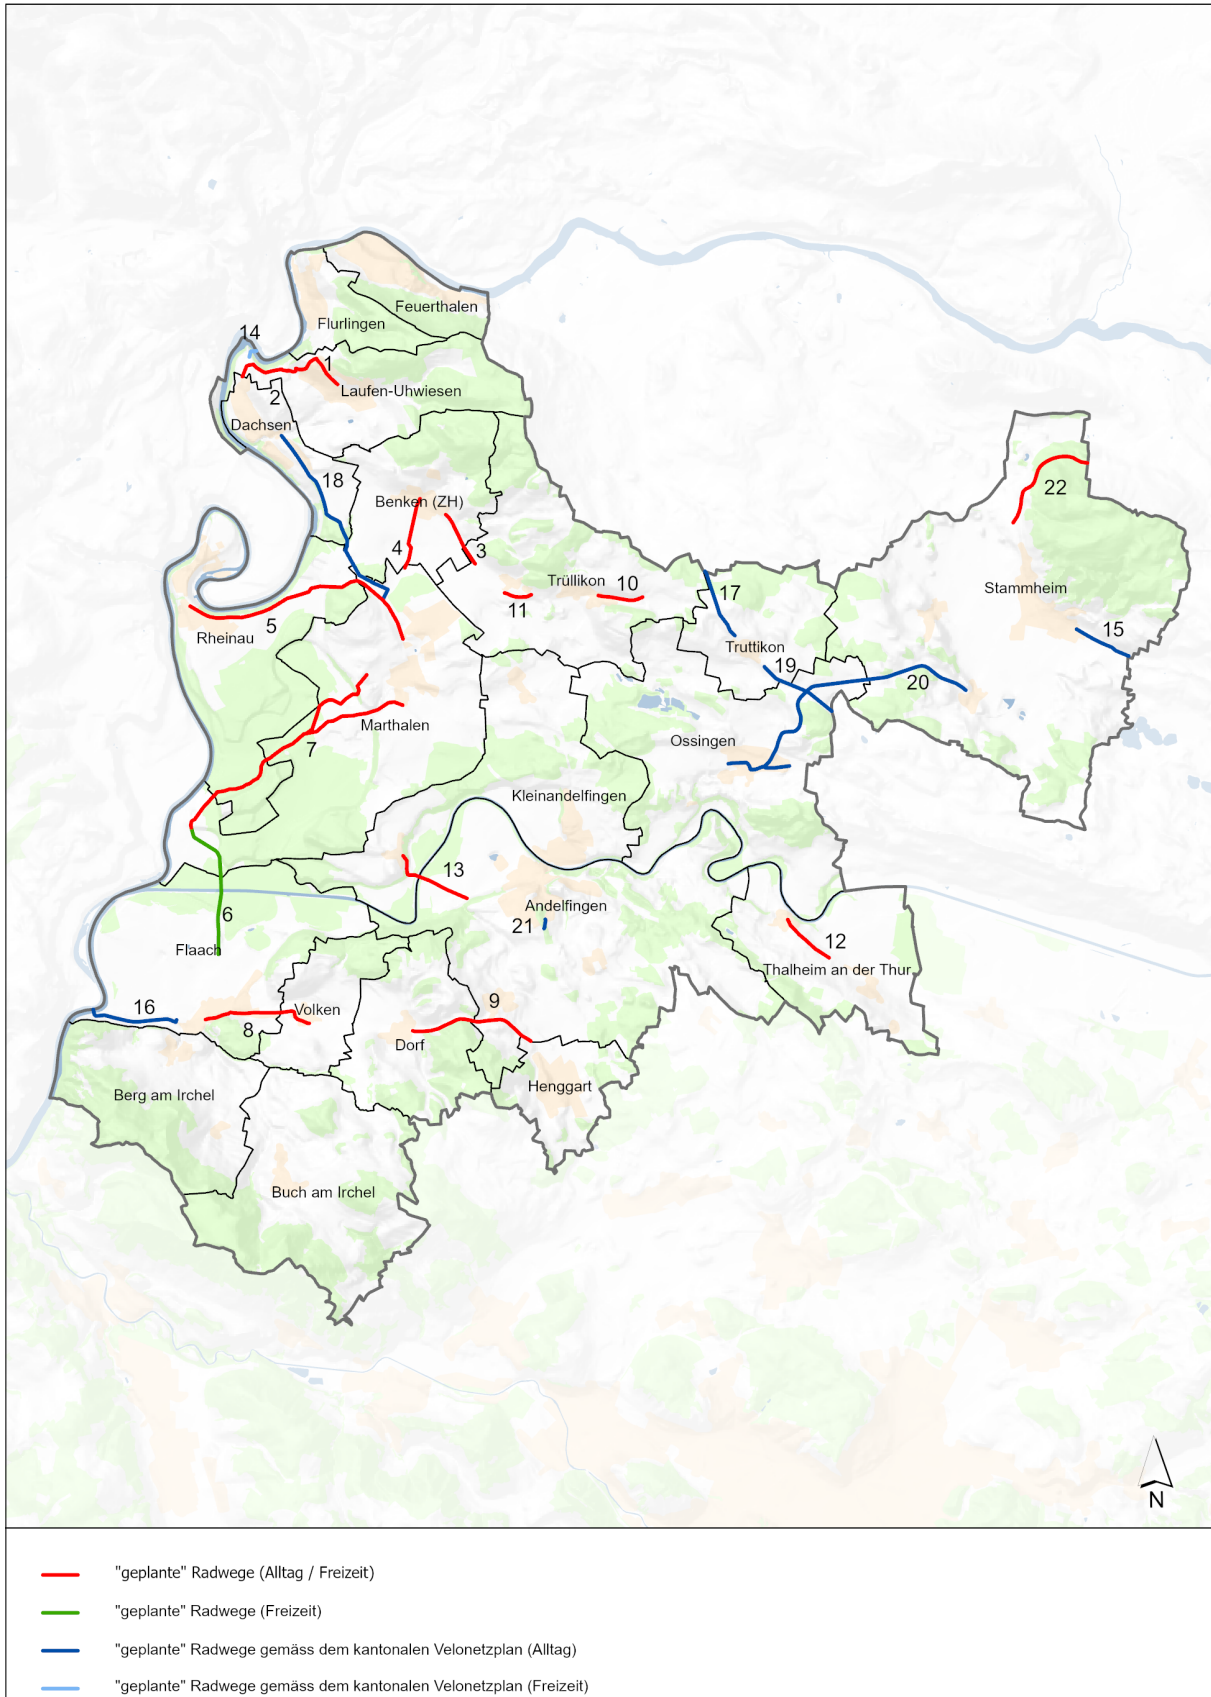 Feuerthalen
Flurlingen
14
1
Laufen-Uhwiesen
2
Dachsen
18
Benken (ZH)
22
4
3
Trüllikon
10
17
Stammheim
11
5
Rheinau
15
Truttikon
19
20
Marthalen
7
Ossingen
Kleinandelfingen
13
Andelfingen
6
21
Flaach
12
Thalheim an der Thur
16
9
Volken
8
Dorf
Henggart
Berg am Irchel
Buch am Irchel
N
"geplante" Radwege (Alltag / Freizeit)
"geplante" Radwege (Freizeit)
"geplante" Radwege gemäss dem kantonalen Velonetzplan (Alltag)
"geplante" Radwege gemäss dem kantonalen Velonetzplan (Freizeit)